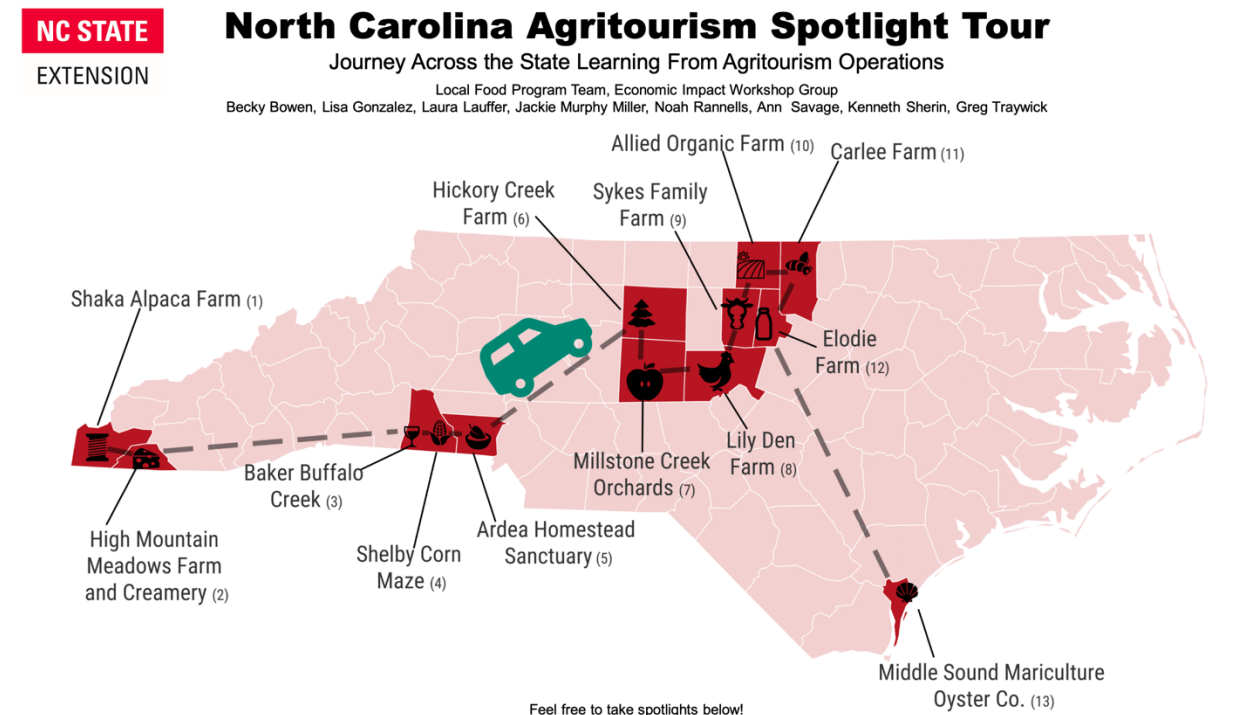 NC STATE
EXTENSION
North Carolina Agritourism Spotlight Tour
Journey Across the State Learning From Agritourism Operations
Local Food Program Team, Economic Impact Workshop Group
Becky Bowen, Lisa Gonzalez, Laura Lauffer, Jackie Murphy Miller, Noah Rannells, Ann Savage, Kenneth Sherin, Greg Traywick
Allied Organic Farm (10)
Carlee Farm (11)
Hickory Creek
Farm (6)
Sykes Family
Farm (9)
Shaka Alpaca Farm (1)
Elodie
Farm (12)
Lily Den
Farm (8)
Millstone Creek
Orchards (7)
Baker Buffalo
Creek (3)
Ardea Homestead
Sanctuary (5)
High Mountain
Meadows Farm
and Creamery (2)
Shelby Corn
Maze (4)
Middle Sound Mariculture
Oyster Co. (13)
Feel free to take spotlights below!